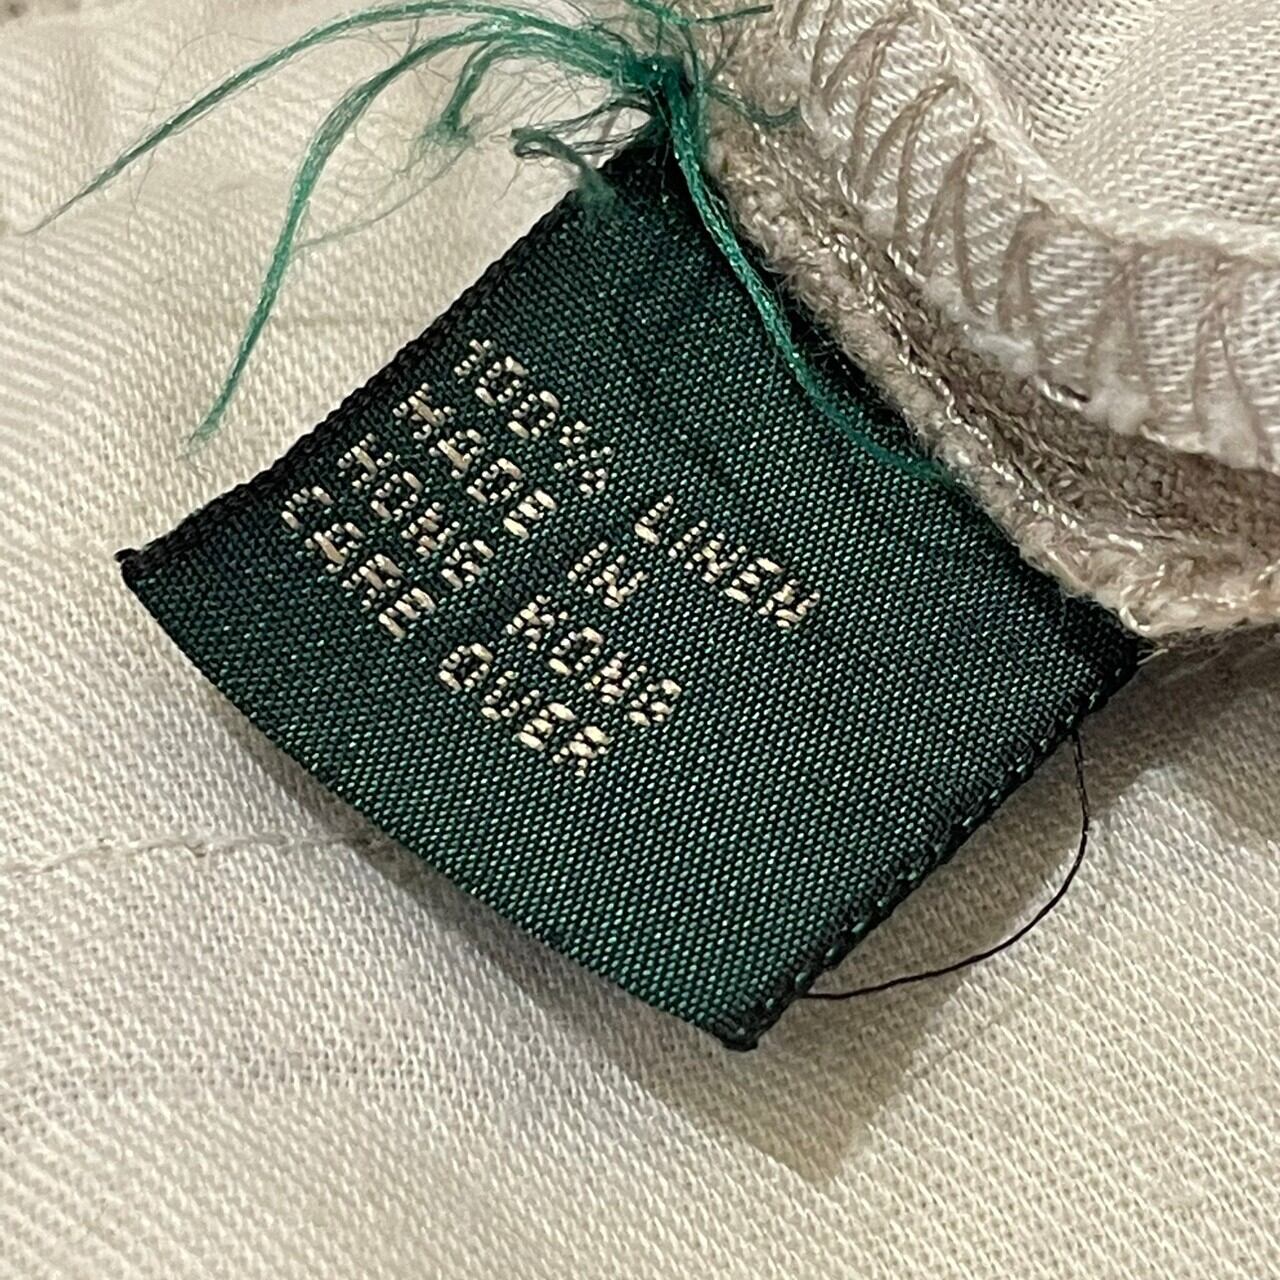 100% LINEN
MADE IN
HONG KONG
CARE OVER